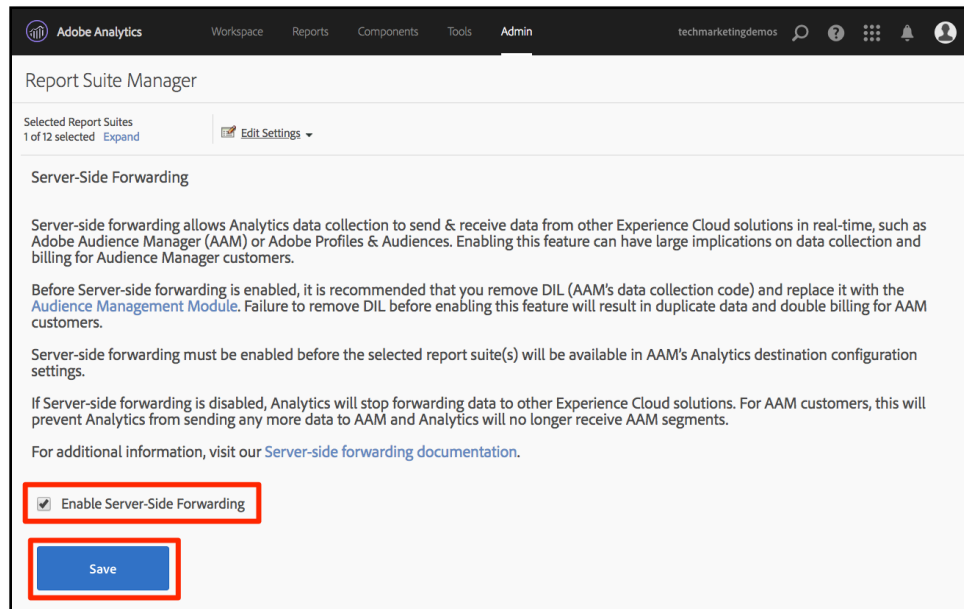 Adobe Analytics Workspace Reports Components Tools Admin techmarketingdemos
Report Suite Manager
Selected Report Suites
1 of 12 selected Expand
Edit Settings
Server-Side Forwarding
Server-side forwarding allows Analytics data collection to send & receive data from other Experience Cloud solutions in real-time, such as
Adobe Audience Manager (AAM) or Adobe Profiles & Audiences. Enabling this feature can have large implications on data collection and
billing for Audience Manager customers.
Before Server-side forwarding is enabled, it is recommended that you remove DIL (AAM's data collection code) and replace it with the
Audience Management Module. Failure to remove DIL before enabling this feature will result in duplicate data and double billing for AAM
customers.
Server-side forwarding must be enabled before the selected report suite(s) will be available in AAM's Analytics destination configuration
settings.
If Server-side forwarding is disabled, Analytics will stop forwarding data to other Experience Cloud solutions. For AAM customers, this will
prevent Analytics from sending any more data to AAM and Analytics will no longer receive AAM segments.
For additional information, visit our Server-side forwarding documentation.
Enable Server-Side Forwarding
Save